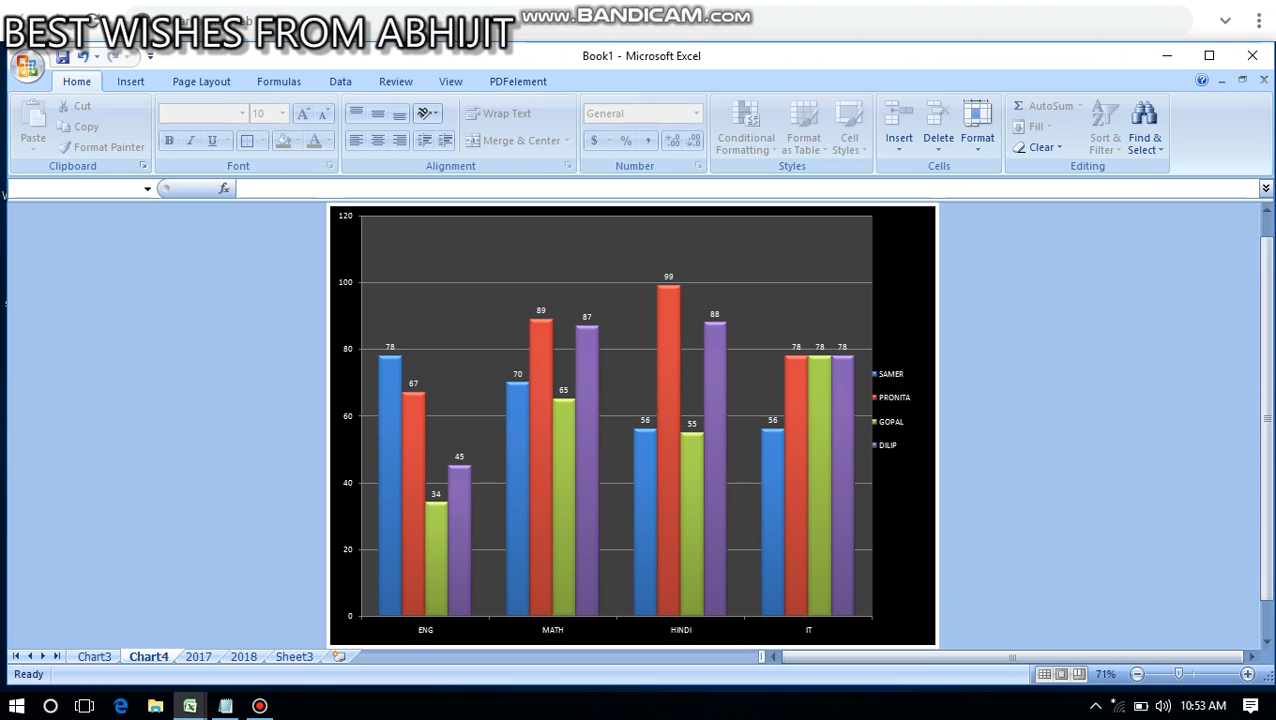 www.BANDICAM.com
BEST WISHES FROM ABHIJIT
Book1 - Microsoft Excel
Home Insert Page Layout Formulas Data Review View PDFelement
Paste
Cut
Copy
Format Painter
Clipboard
10
B I U
Font
Wrap Text
Merge & Center
Alignment
General
$ % ,
Number
Conditional Formatting
Format as Table
Cell Styles
Styles
Insert Delete Format
Cells
Σ AutoSum
Fill
Clear
Sort & Filter
Find & Select
Editing
fx
120
100
80
60
40
20
0
78 67 34 45
70 89 65 87
56 99 55 88
56 78 78 78
ENG MATH HINDI IT
SAMER
PRONITA
GOPAL
DILIP
Chart3 Chart4 2017 2018 Sheet3
Ready
71%
10:53 AM